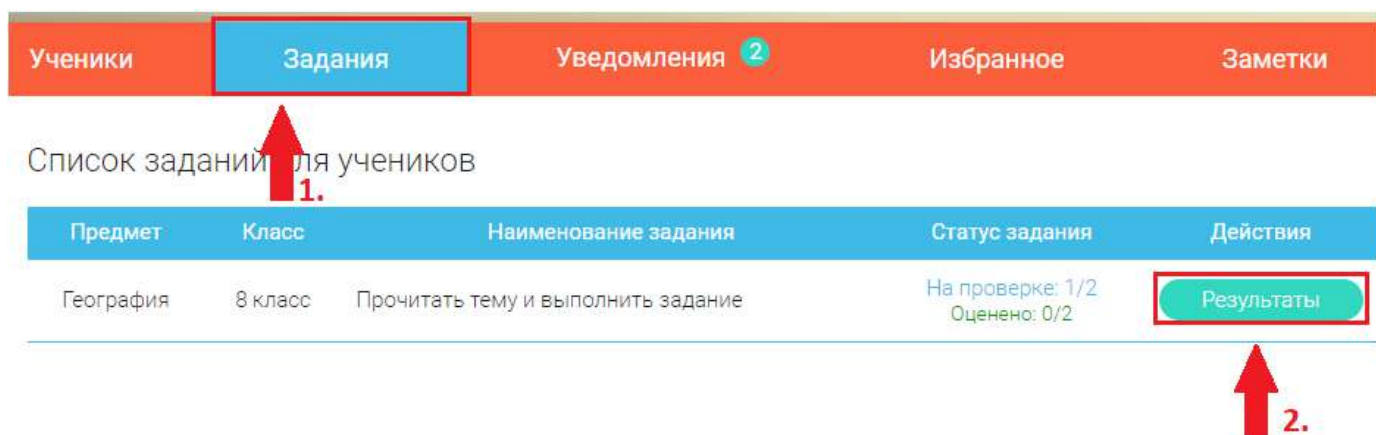 Ученики Задания Уведомления 2 Избранное Заметки
Список заданий для учеников
1.
Предмет Класс Наименование задания Статус задания Действия
География 8 класс Прочитать тему и выполнить задание На проверке: 1/2 Результаты
Оценено: 0/2
2.